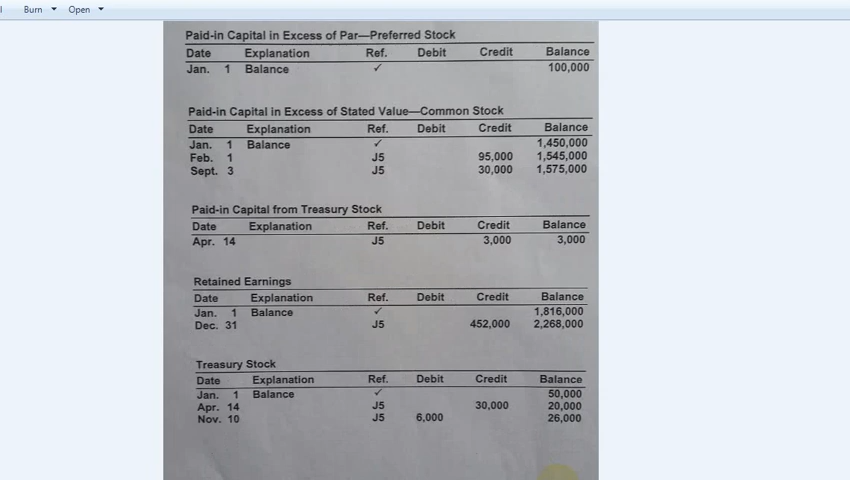 Burn Open
Paid-in Capital in Excess of Par—Preferred Stock
Date Explanation Ref. Debit Credit Balance
Jan. 1 Balance ✓ 100,000
Paid-in Capital in Excess of Stated Value—Common Stock
Date Explanation Ref. Debit Credit Balance
Jan. 1 Balance ✓ 1,450,000
Feb. 1 J5 95,000 1,545,000
Sept. 3 J5 30,000 1,575,000
Paid-in Capital from Treasury Stock
Date Explanation Ref. Debit Credit Balance
Apr. 14 J5 3,000 3,000
Retained Earnings
Date Explanation Ref. Debit Credit Balance
Jan. 1 Balance ✓ 1,816,000
Dec. 31 J5 452,000 2,268,000
Treasury Stock
Date Explanation Ref. Debit Credit Balance
Jan. 1 Balance ✓ 50,000
Apr. 14 J5 30,000 20,000
Nov. 10 J5 6,000 26,000